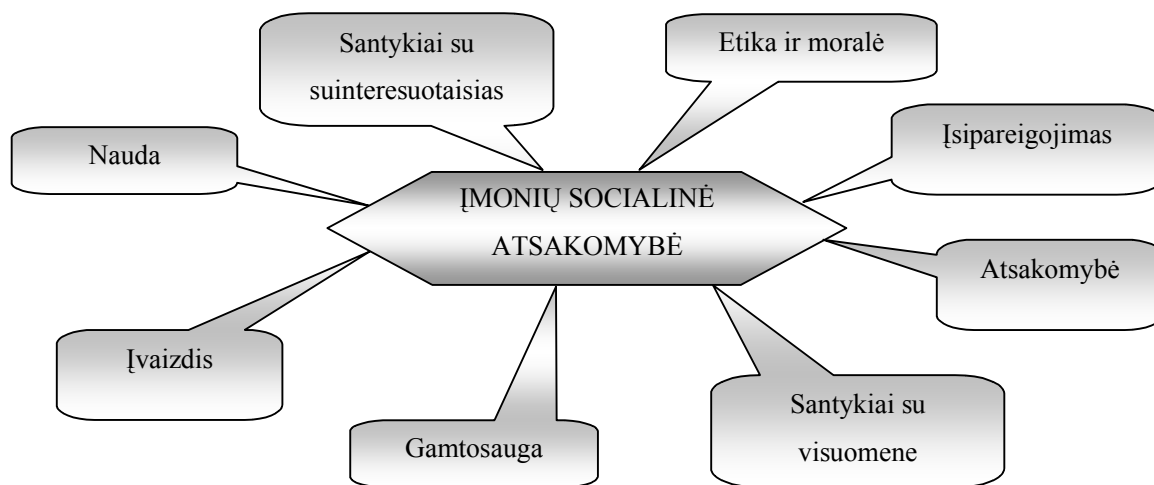 Santykiai su
suinteresuotaisias
Etika ir moralė
Nauda
Įsipareigojimas
ĮMONIŲ SOCIALINĖ
ATSAKOMYBĖ
Atsakomybė
Įvaizdis
Gamtosauga
Santykiai su
visuomene